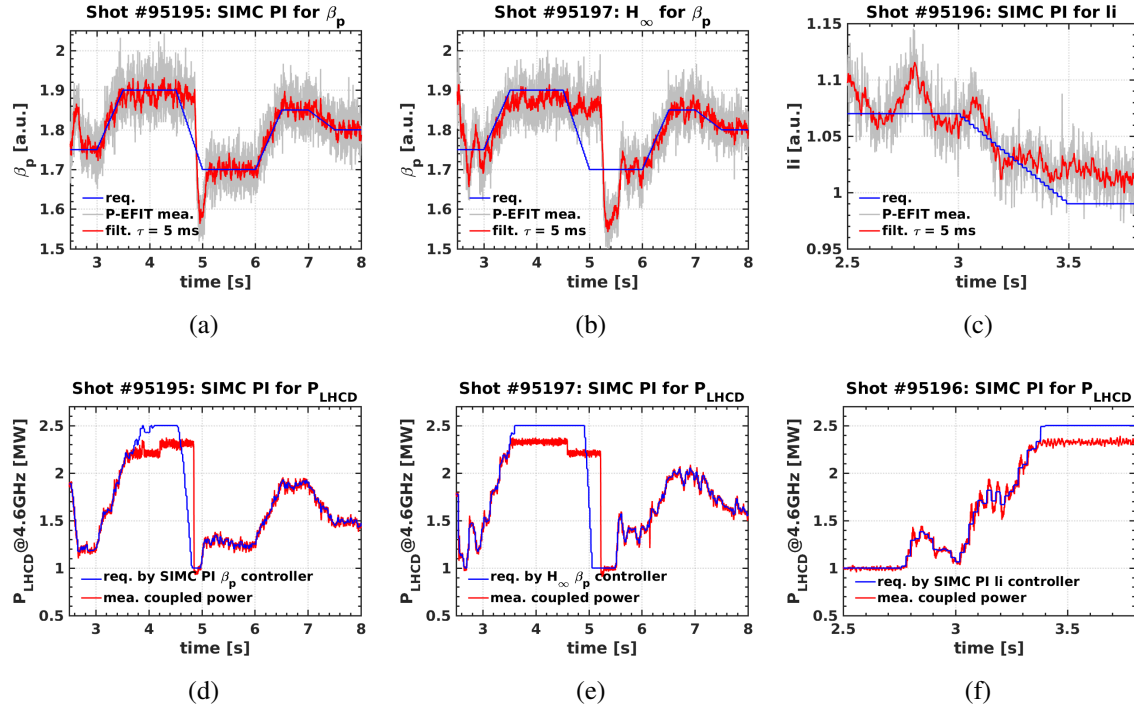 Shot #95195: SIMC PI for βp
2
1.9
1.8
1.7
1.6
1.5
βp [a.u.]
req.
P-EFIT mea.
filt. τ = 5 ms
3 4 5 6 7 8
time [s]
(a)
Shot #95197: H∞ for βp
2
1.9
1.8
1.7
1.6
1.5
βp [a.u.]
req.
P-EFIT mea.
filt. τ = 5 ms
3 4 5 6 7 8
time [s]
(b)
Shot #95196: SIMC PI for li
1.15
1.1
1.05
1
0.95
li [a.u.]
req.
P-EFIT mea.
filt. τ = 5 ms
2.5 3 3.5
time [s]
(c)
Shot #95195: SIMC PI for PLHCD
2.5
2
1.5
1
0.5
PLHCD@4.6GHz [MW]
req. by SIMC PI βp controller
mea. coupled power
3 4 5 6 7 8
time [s]
(d)
Shot #95197: SIMC PI for PLHCD
2.5
2
1.5
1
0.5
PLHCD@4.6GHz [MW]
req. by H∞ βp controller
mea. coupled power
3 4 5 6 7 8
time [s]
(e)
Shot #95196: SIMC PI for PLHCD
2.5
2
1.5
1
0.5
PLHCD@4.6GHz [MW]
req. by SIMC PI li controller
mea. coupled power
2.5 3 3.5
time [s]
(f)